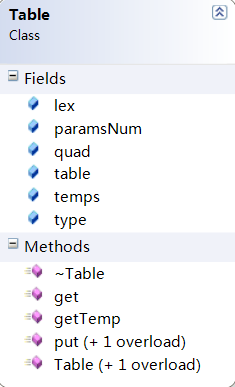 Table
Class
Fields
lex
paramsNum
quad
table
temps
type
Methods
~Table
get
getTemp
put (+ 1 overload)
Table (+ 1 overload)